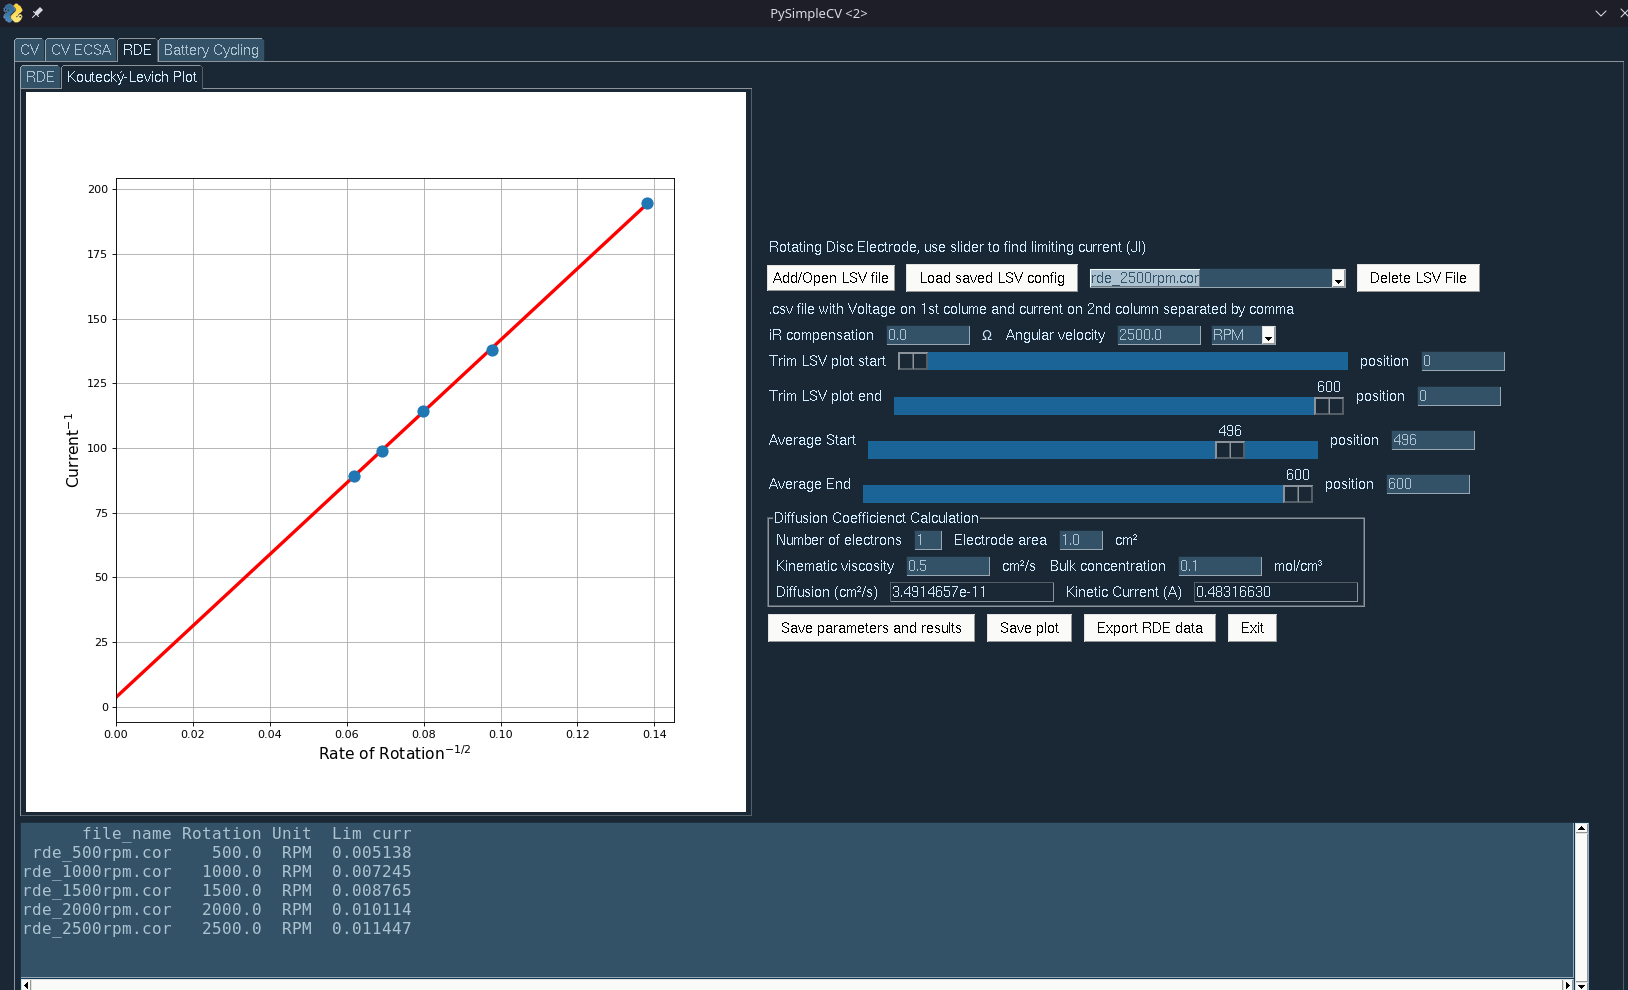 PySimpleCV <2>
CV CV ECSA RDE Battery Cycling
RDE Koutecký-Levich Plot
200
175
150
125
100
75
50
25
0
Current⁻¹
0.00 0.02 0.04 0.06 0.08 0.10 0.12 0.14
Rate of Rotation⁻¹/²
Rotating Disc Electrode, use slider to find limiting current (Jl)
Add/Open LSV file Load saved LSV config rde_2500rpm.cor Delete LSV File
.csv file with Voltage on 1st colume and current on 2nd column separated by comma
iR compensation 0.0 Ω Angular velocity 2500.0 RPM
Trim LSV plot start position 0
600
Trim LSV plot end position 0
496
Average Start position 496
600
Average End position 600
Diffusion Coefficienct Calculation
Number of electrons 1 Electrode area 1.0 cm²
Kinematic viscosity 0.5 cm²/s Bulk concentration 0.1 mol/cm³
Diffusion (cm²/s) 3.4914657e-11 Kinetic Current (A) 0.48316630
Save parameters and results Save plot Export RDE data Exit
file_name Rotation Unit Lim curr
rde_500rpm.cor 500.0 RPM 0.005138
rde_1000rpm.cor 1000.0 RPM 0.007245
rde_1500rpm.cor 1500.0 RPM 0.008765
rde_2000rpm.cor 2000.0 RPM 0.010114
rde_2500rpm.cor 2500.0 RPM 0.011447